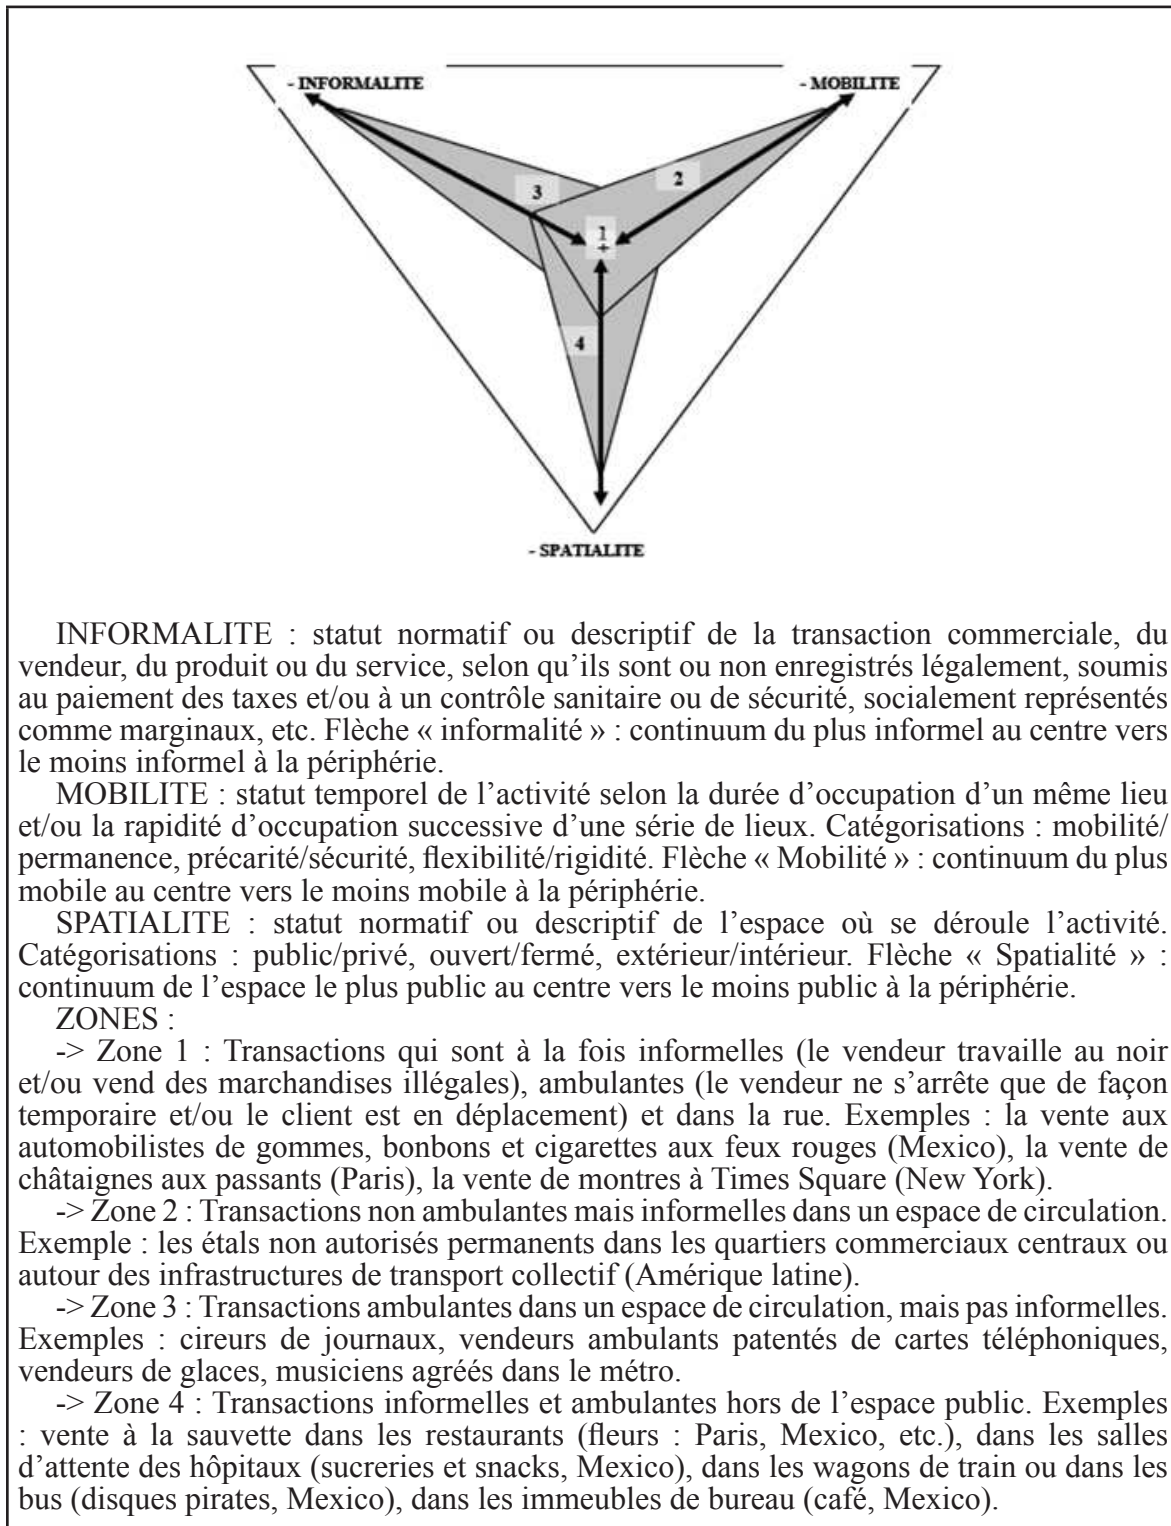 - INFORMALITE
- MOBILITE
3
2
1
+
4
- SPATIALITE
INFORMALITE : statut normatif ou descriptif de la transaction commerciale, du
vendeur, du produit ou du service, selon qu’ils sont ou non enregistrés légalement, soumis
au paiement des taxes et/ou à un contrôle sanitaire ou de sécurité, socialement représentés
comme marginaux, etc. Flèche « informalité » : continuum du plus informel au centre vers
le moins informel à la périphérie.
MOBILITE : statut temporel de l’activité selon la durée d’occupation d’un même lieu
et/ou la rapidité d’occupation successive d’une série de lieux. Catégorisations : mobilité/
permanence, précarité/sécurité, flexibilité/rigidité. Flèche « Mobilité » : continuum du plus
mobile au centre vers le moins mobile à la périphérie.
SPATIALITE : statut normatif ou descriptif de l’espace où se déroule l’activité.
Catégorisations : public/privé, ouvert/fermé, extérieur/intérieur. Flèche « Spatialité » :
continuum de l’espace le plus public au centre vers le moins public à la périphérie.
ZONES :
-> Zone 1 : Transactions qui sont à la fois informelles (le vendeur travaille au noir
et/ou vend des marchandises illégales), ambulantes (le vendeur ne s’arrête que de façon
temporaire et/ou le client est en déplacement) et dans la rue. Exemples : la vente aux
automobilistes de gommes, bonbons et cigarettes aux feux rouges (Mexico), la vente de
châtaignes aux passants (Paris), la vente de montres à Times Square (New York).
-> Zone 2 : Transactions non ambulantes mais informelles dans un espace de circulation.
Exemple : les étals non autorisés permanents dans les quartiers commerciaux centraux ou
autour des infrastructures de transport collectif (Amérique latine).
-> Zone 3 : Transactions ambulantes dans un espace de circulation, mais pas informelles.
Exemples : cireurs de journaux, vendeurs ambulants patentés de cartes téléphoniques,
vendeurs de glaces, musiciens agréés dans le métro.
-> Zone 4 : Transactions informelles et ambulantes hors de l’espace public. Exemples
: vente à la sauvette dans les restaurants (fleurs : Paris, Mexico, etc.), dans les salles
d’attente des hôpitaux (sucreries et snacks, Mexico), dans les wagons de train ou dans les
bus (disques pirates, Mexico), dans les immeubles de bureau (café, Mexico).